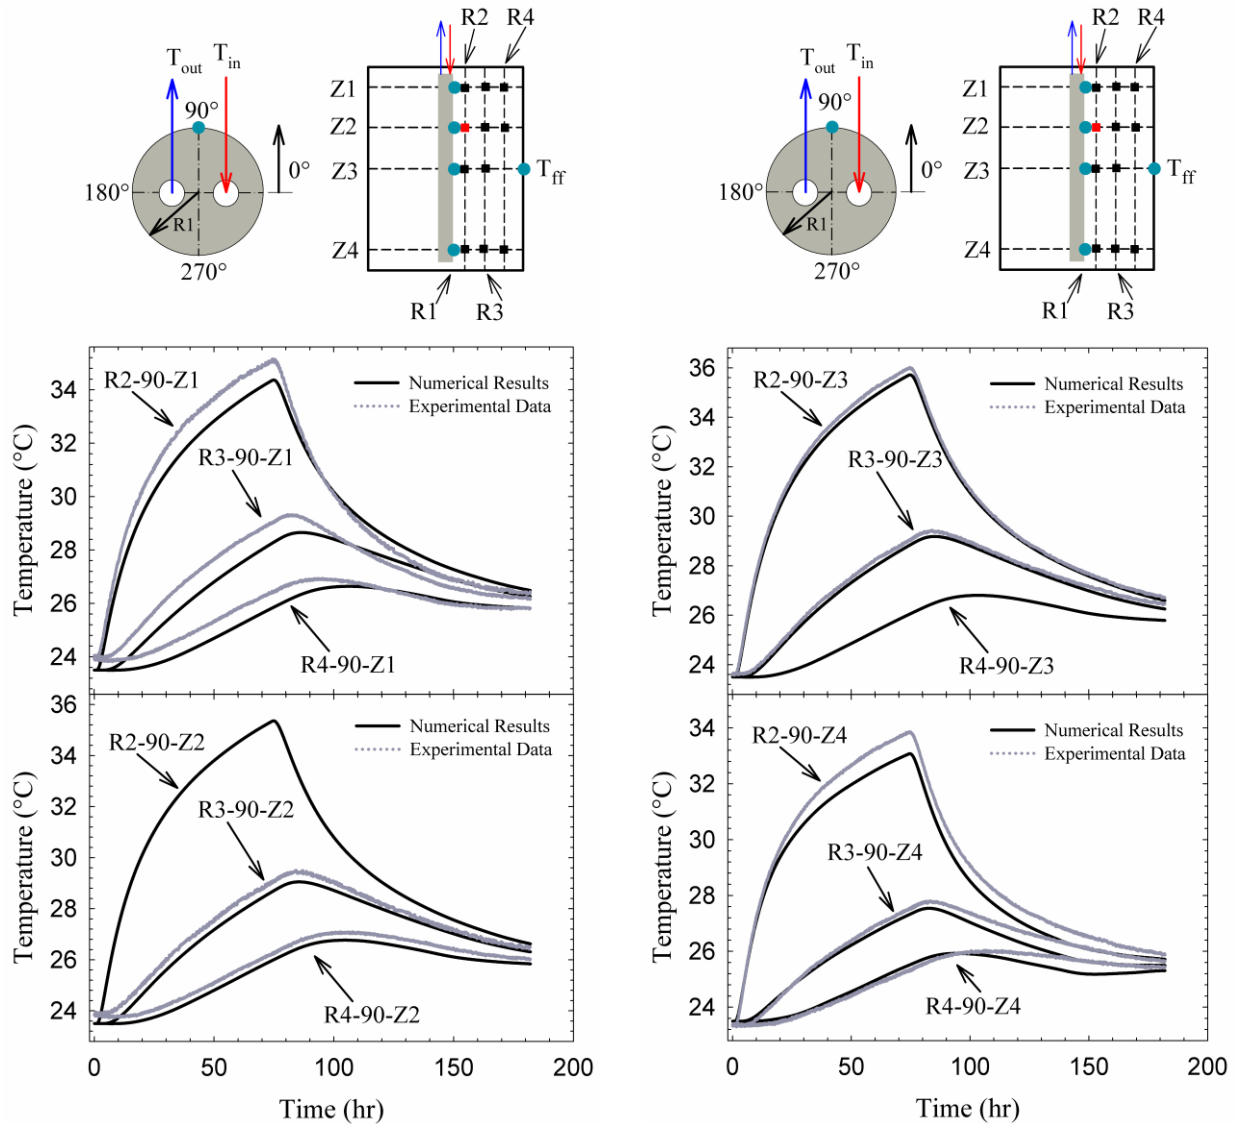 R2 R4
T out T in
90°
Z1
Z2
0°
180°
Z3
T ff
R1
Z4
270°
R1 R3
R2 R4
T out T in
90°
Z1
Z2
0°
180°
Z3
T ff
R1
Z4
270°
R1 R3
34
32
30
28
26
24
Temperature (°C)
R2-90-Z1
Numerical Results
Experimental Data
R3-90-Z1
R4-90-Z1
36
34
32
30
28
26
24
Temperature (°C)
R2-90-Z2
Numerical Results
Experimental Data
R3-90-Z2
R4-90-Z2
0 50 100 150 200
Time (hr)
36
34
32
30
28
26
24
Temperature (°C)
R2-90-Z3
Numerical Results
Experimental Data
R3-90-Z3
R4-90-Z3
34
32
30
28
26
24
Temperature (°C)
R2-90-Z4
Numerical Results
Experimental Data
R3-90-Z4
R4-90-Z4
0 50 100 150 200
Time (hr)